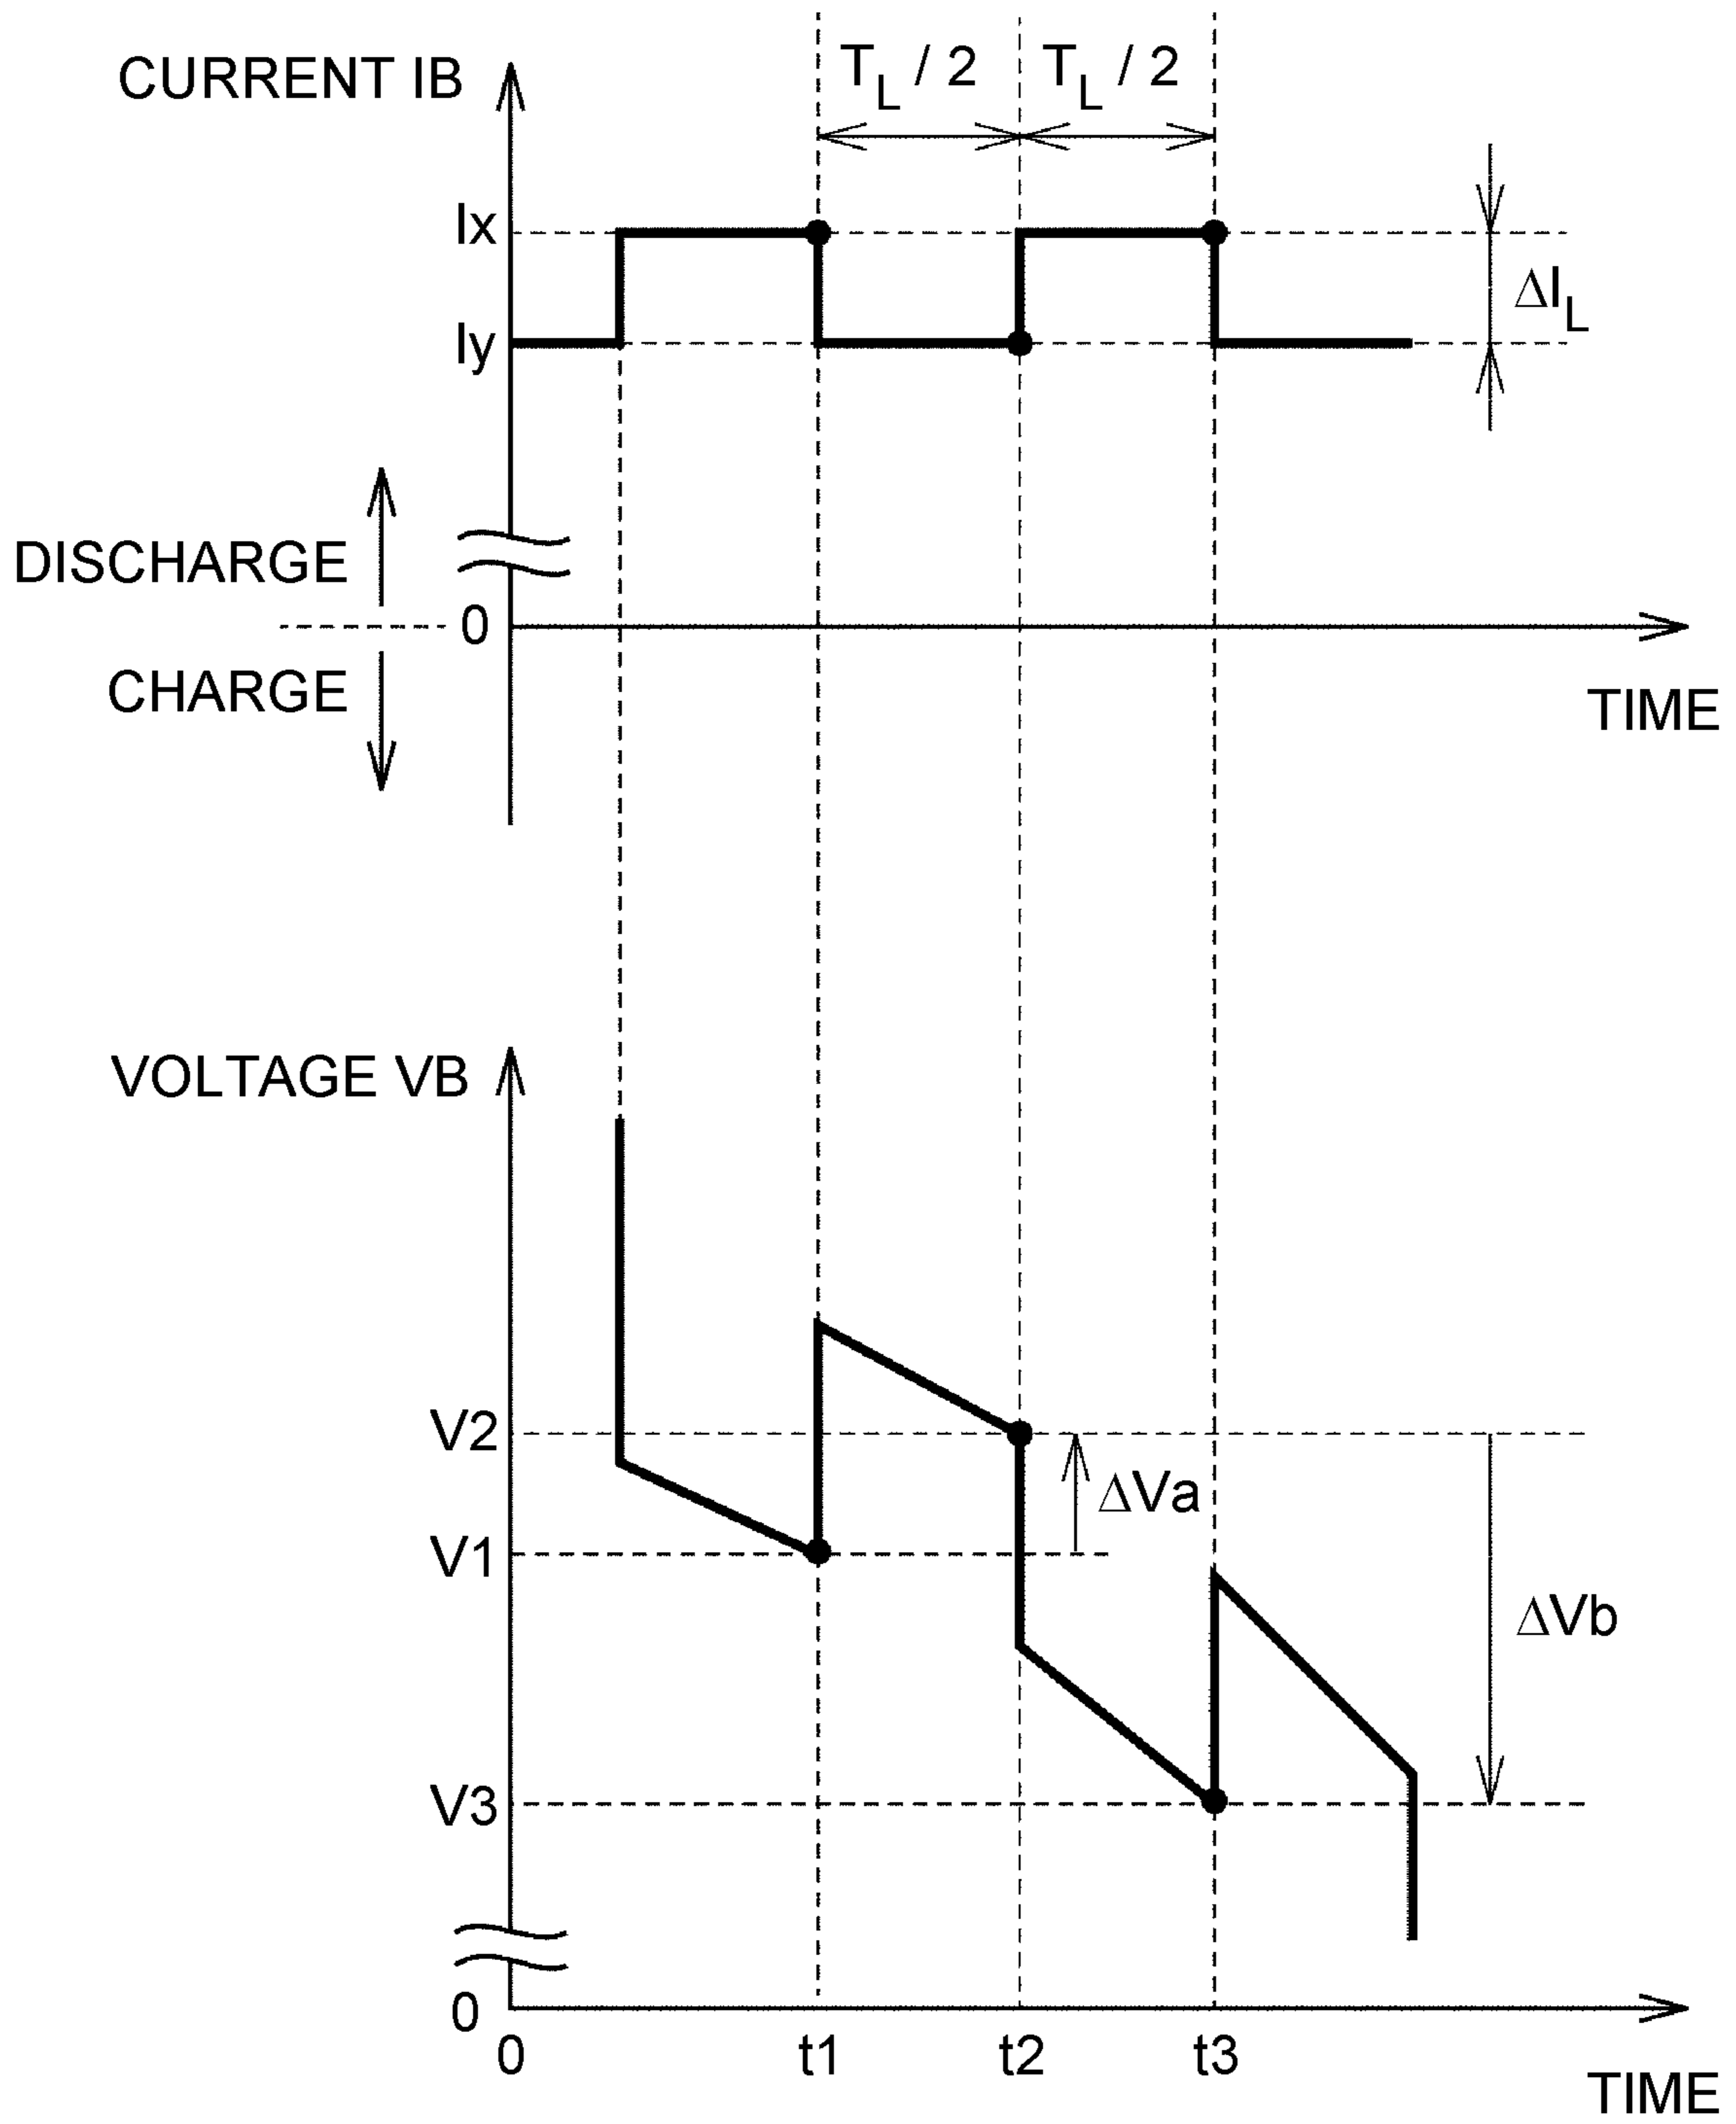 CURRENT IB
T_L / 2 T_L / 2
Ix
ΔI_L
Iy
DISCHARGE
0
CHARGE
TIME
VOLTAGE VB
V2
ΔVa
V1
ΔVb
V3
0
0 t1 t2 t3
TIME